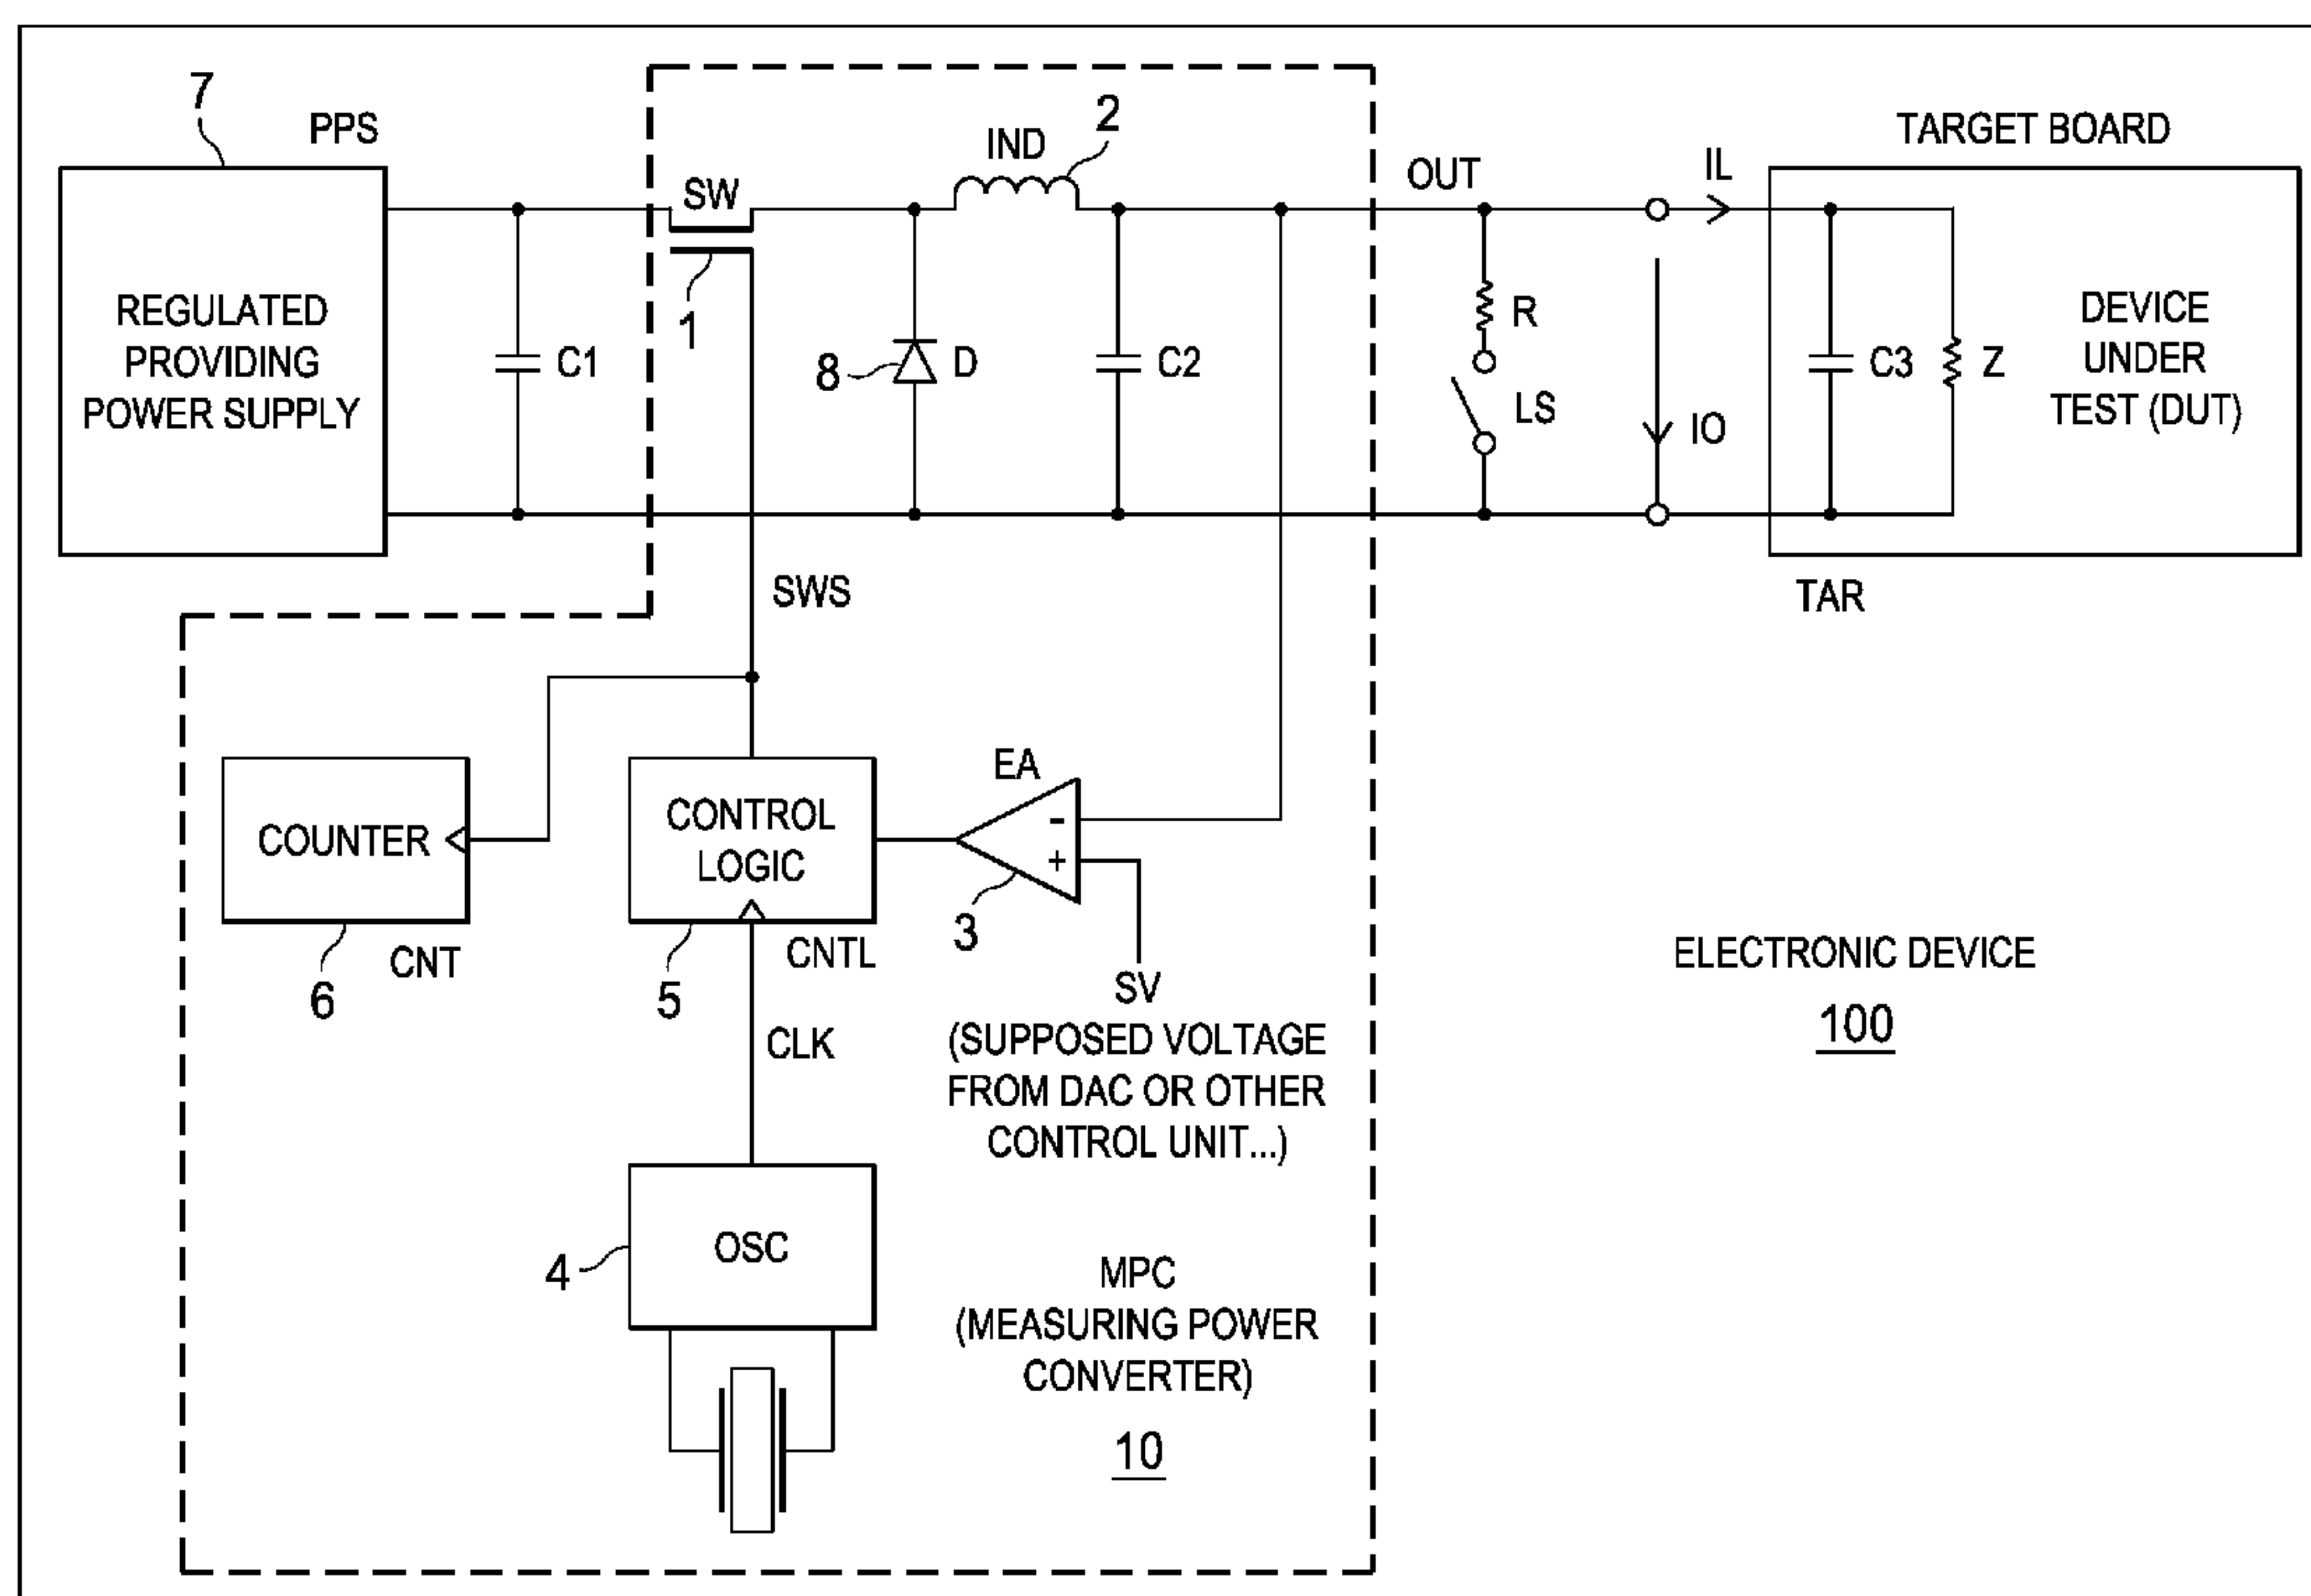 7
PPS
REGULATED
PROVIDING
POWER SUPPLY
C1
SW
1
IND
2
8
D
C2
OUT
R
LS
IL
IO
TARGET BOARD
C3
Z
DEVICE
UNDER
TEST (DUT)
TAR
SWS
COUNTER
6
CNT
CONTROL
LOGIC
5
CNTL
EA
-
+
3
SV
(SUPPOSED VOLTAGE
FROM DAC OR OTHER
CONTROL UNIT...)
CLK
OSC
4
MPC
(MEASURING POWER
CONVERTER)
10
ELECTRONIC DEVICE
100